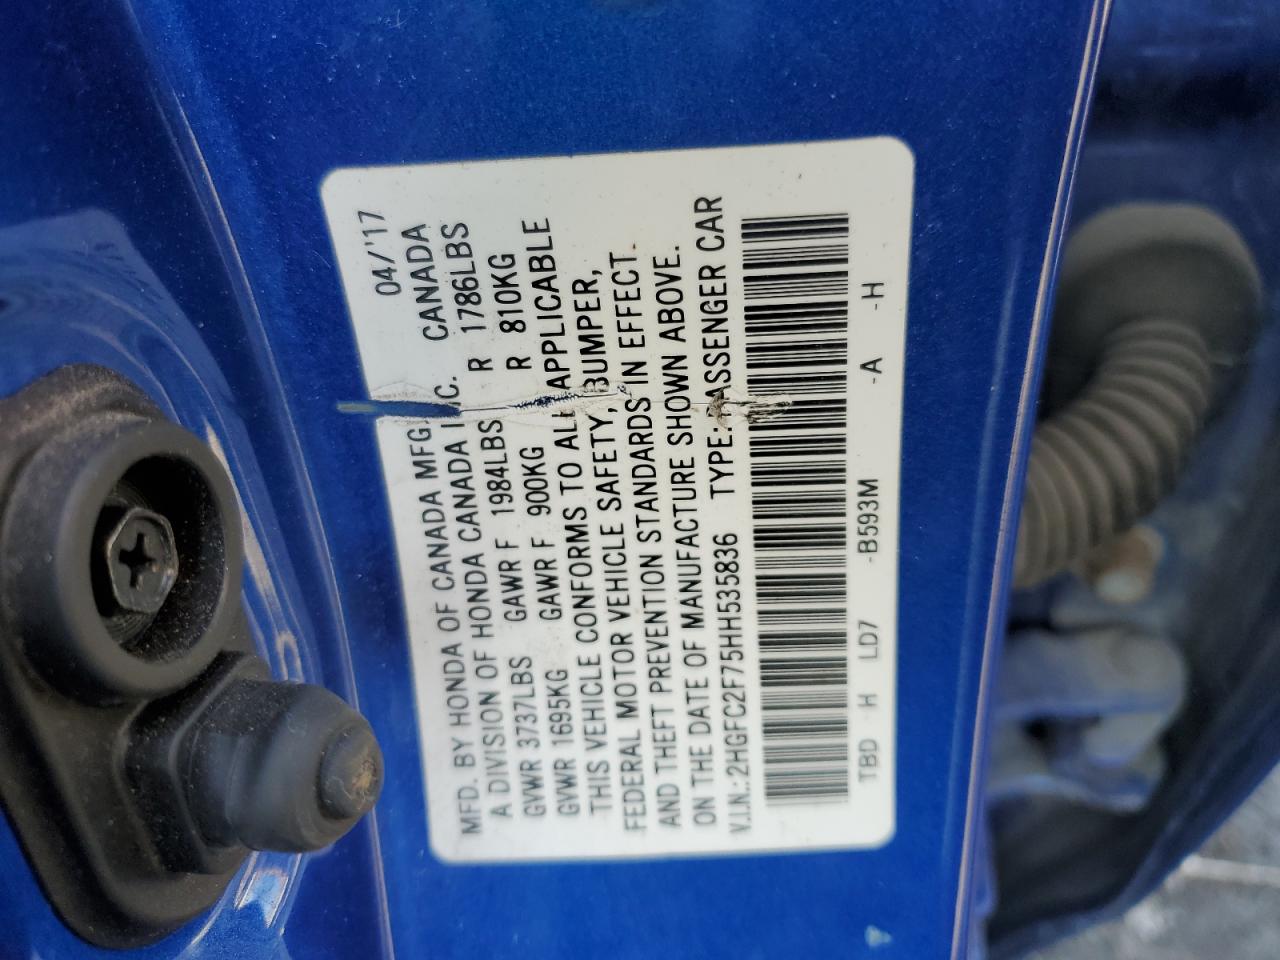 MFD. BY HONDA OF CANADA MFG. 04/'17
A DIVISION OF HONDA CANADA INC. CANADA
GVWR 3737LBS GAWR F 1984LBS R 1786LBS
GVWR 1695KG GAWR F 900KG R 810KG
THIS VEHICLE CONFORMS TO ALL APPLICABLE
FEDERAL MOTOR VEHICLE SAFETY, BUMPER,
AND THEFT PREVENTION STANDARDS IN EFFECT
ON THE DATE OF MANUFACTURE SHOWN ABOVE.
V.I.N.:2HGFC2F75HH535836 TYPE:PASSENGER CAR
TBD H LD7 -B593M -A -H